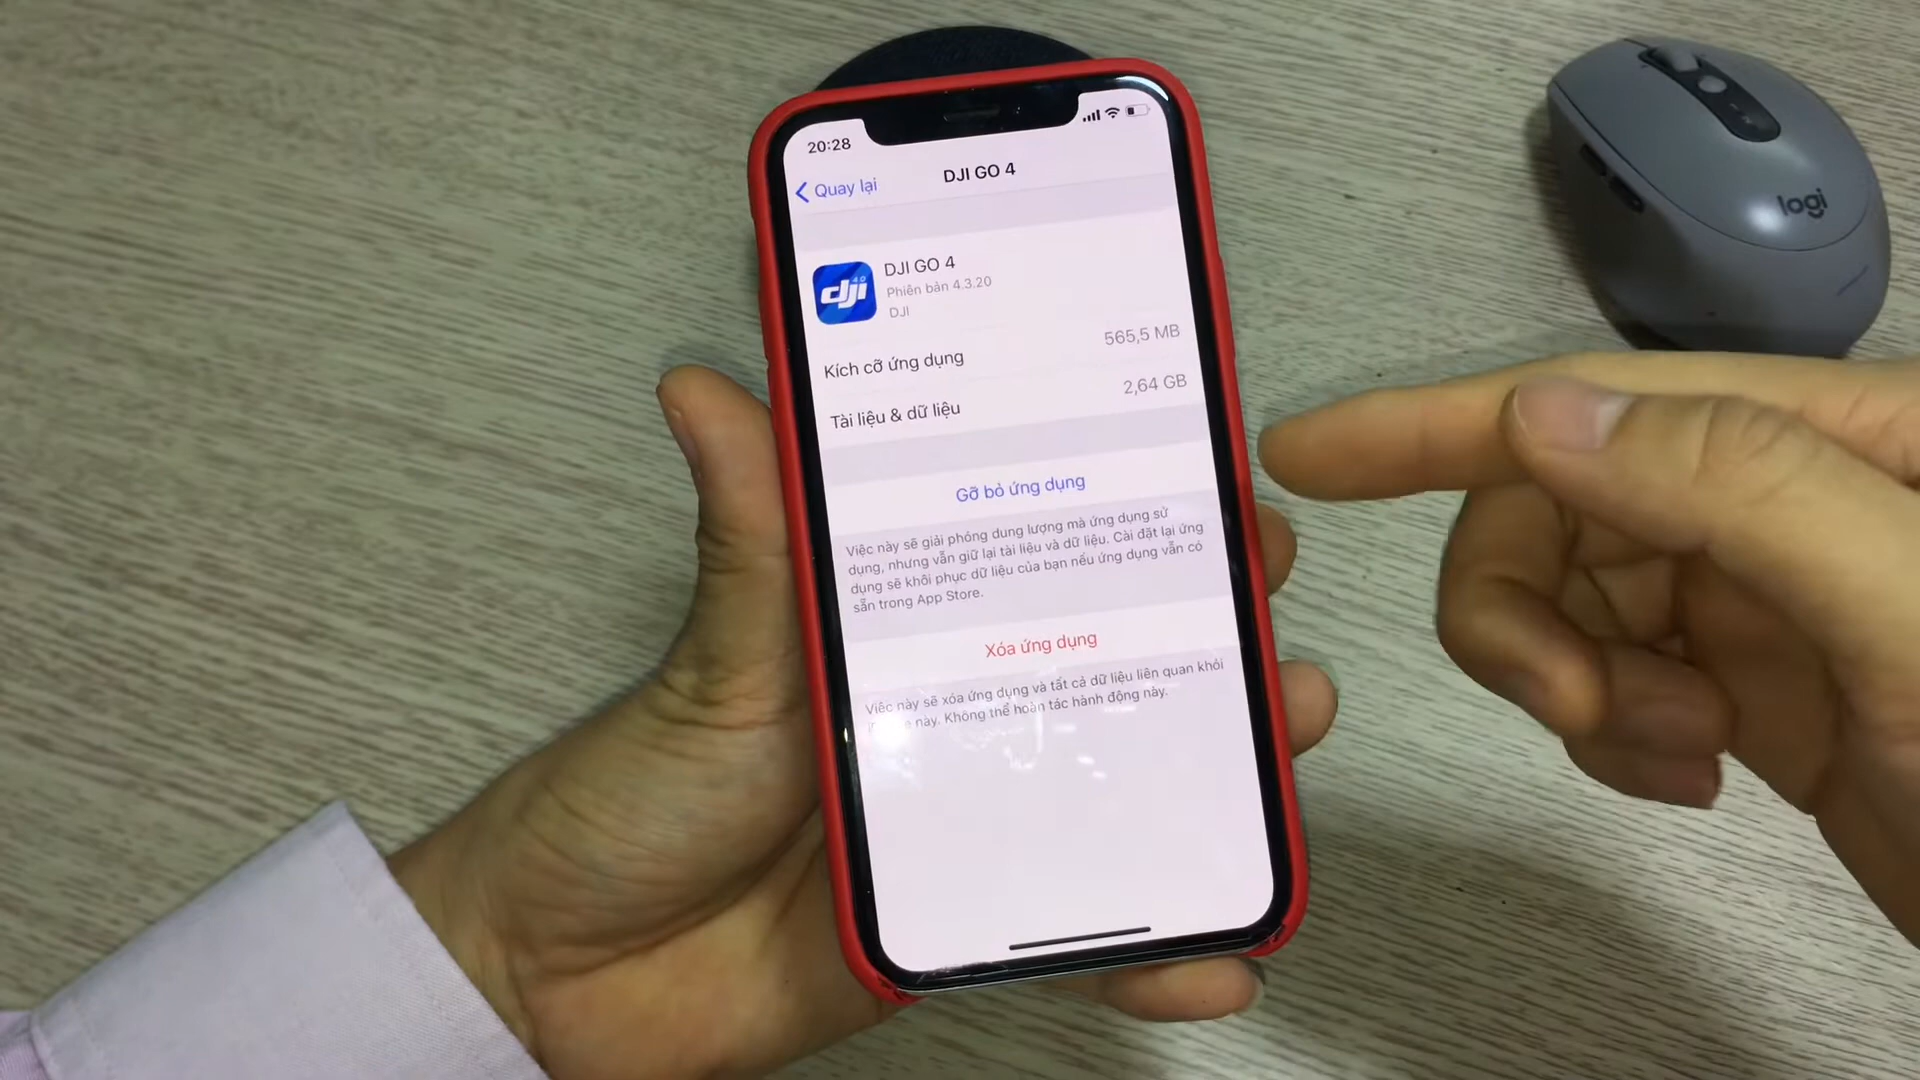 20:28
Quay lại
DJI GO 4
dji 4.0
DJI GO 4
Phiên bản 4.3.20
DJI
Kích cỡ ứng dụng 565,5 MB
Tài liệu & dữ liệu 2,64 GB
Gỡ bỏ ứng dụng
Việc này sẽ giải phóng dung lượng mà ứng dụng sử
dụng, nhưng vẫn giữ lại tài liệu và dữ liệu. Cài đặt lại ứng
dụng sẽ khôi phục dữ liệu của bạn nếu ứng dụng vẫn có
sẵn trong App Store.
Xóa ứng dụng
Việc này sẽ xóa ứng dụng và tất cả dữ liệu liên quan khỏi
này. Không thể hoàn tác hành động này.
logi